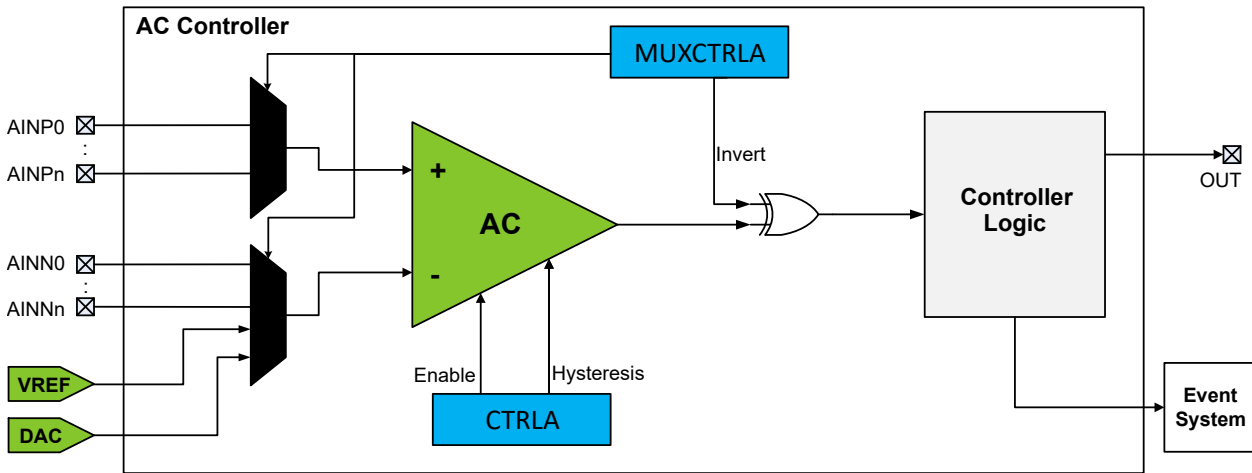 AC Controller
MUXCTRLA
AINP0
:
AINPn
Invert
OUT
+
AC
-
Controller
Logic
AINN0
:
AINNn
VREF
DAC
Enable
Hysteresis
CTRLA
Event
System